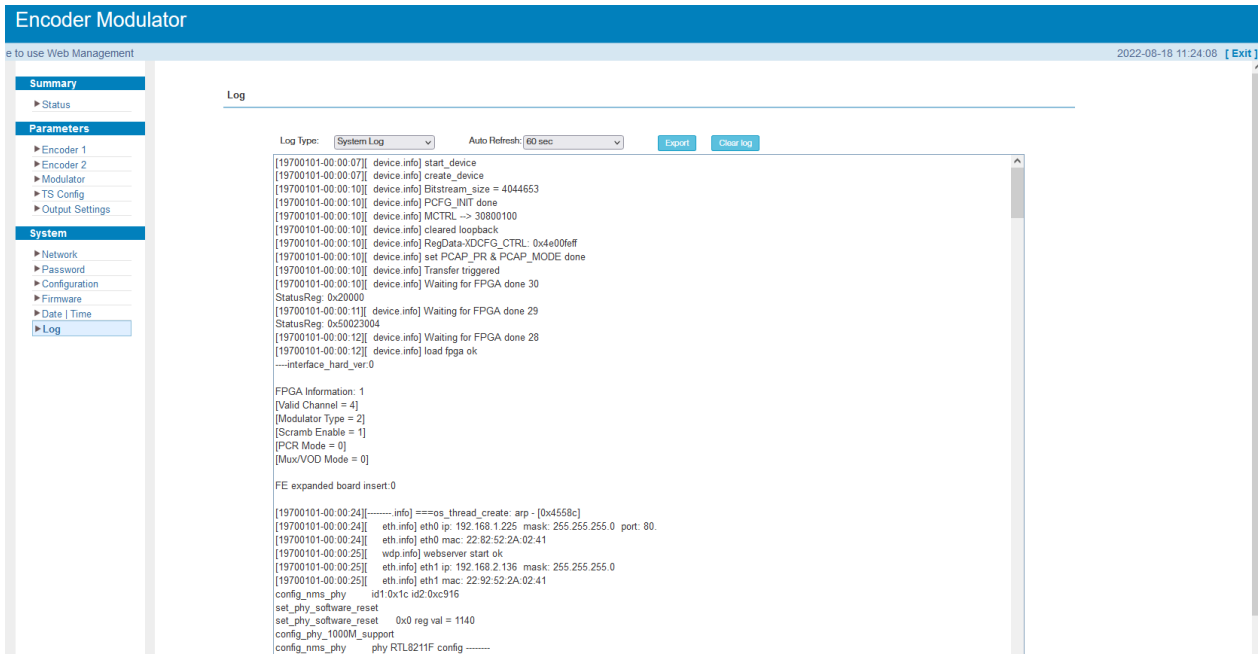 Encoder Modulator
e to use Web Management
2022-08-18 11:24:08 [ Exit ]
Summary
Status
Parameters
Encoder 1
Encoder 2
Modulator
TS Config
Output Settings
System
Network
Password
Configuration
Firmware
Date | Time
Log
Log
Log Type: System Log Auto Refresh: 60 sec Export Clear log
[19700101-00:00:07][ device.info] start_device
[19700101-00:00:07][ device.info] create_device
[19700101-00:00:10][ device.info] Bitstream_size = 4044653
[19700101-00:00:10][ device.info] PCFG_INIT done
[19700101-00:00:10][ device.info] MCTRL --> 30800100
[19700101-00:00:10][ device.info] cleared loopback
[19700101-00:00:10][ device.info] RegData-XDCFG_CTRL: 0x4e00feff
[19700101-00:00:10][ device.info] set PCAP_PR & PCAP_MODE done
[19700101-00:00:10][ device.info] Transfer triggered
[19700101-00:00:10][ device.info] Waiting for FPGA done 30
StatusReg: 0x20000
[19700101-00:00:11][ device.info] Waiting for FPGA done 29
StatusReg: 0x50023004
[19700101-00:00:12][ device.info] Waiting for FPGA done 28
[19700101-00:00:12][ device.info] load fpga ok
----interface_hard_ver:0
FPGA Information: 1
[Valid Channel = 4]
[Modulator Type = 2]
[Scramb Enable = 1]
[PCR Mode = 0]
[Mux/VOD Mode = 0]
FE expanded board insert:0
[19700101-00:00:24][--------.info] ===os_thread_create: arp - [0x4558c]
[19700101-00:00:24][ eth.info] eth0 ip: 192.168.1.225 mask: 255.255.255.0 port: 80.
[19700101-00:00:24][ eth.info] eth0 mac: 22:82:52:2A:02:41
[19700101-00:00:25][ wdp.info] webserver start ok
[19700101-00:00:25][ eth.info] eth1 ip: 192.168.2.136 mask: 255.255.255.0
[19700101-00:00:25][ eth.info] eth1 mac: 22:92:52:2A:02:41
config_nms_phy id1:0x1c id2:0xc916
set_phy_software_reset
set_phy_software_reset 0x0 reg val = 1140
config_phy_1000M_support
config_nms_phy phy RTL8211F config --------